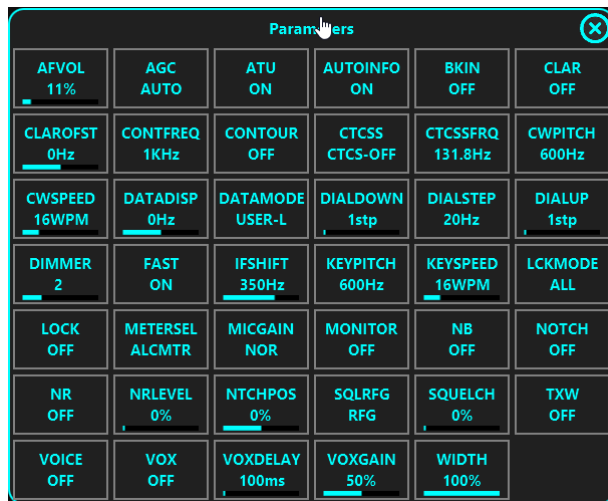 Parameters
AFVOL AGC ATU AUTOINFO BKIN CLAR
11% AUTO ON ON OFF OFF
CLAROFST CONTFREQ CONTOUR CTCSS CTCSSFRQ CWPITCH
0Hz 1KHz OFF CTCS-OFF 131.8Hz 600Hz
CWSPEED DATADISP DATAMODE DIALDOWN DIALSTEP DIALUP
16WPM 0Hz USER-L 1stp 20Hz 1stp
DIMMER FAST IFSHIFT KEYPITCH KEYSPEED LCKMODE
2 ON 350Hz 600Hz 16WPM ALL
LOCK METERSEL MICGAIN MONITOR NB NOTCH
OFF ALCMTR NOR OFF OFF OFF
NR NRLEVEL NTCHPOS SQLRFG SQUELCH TXW
OFF 0% 0% RFG 0% OFF
VOICE VOX VOXDELAY VOXGAIN WIDTH
OFF OFF 100ms 50% 100%